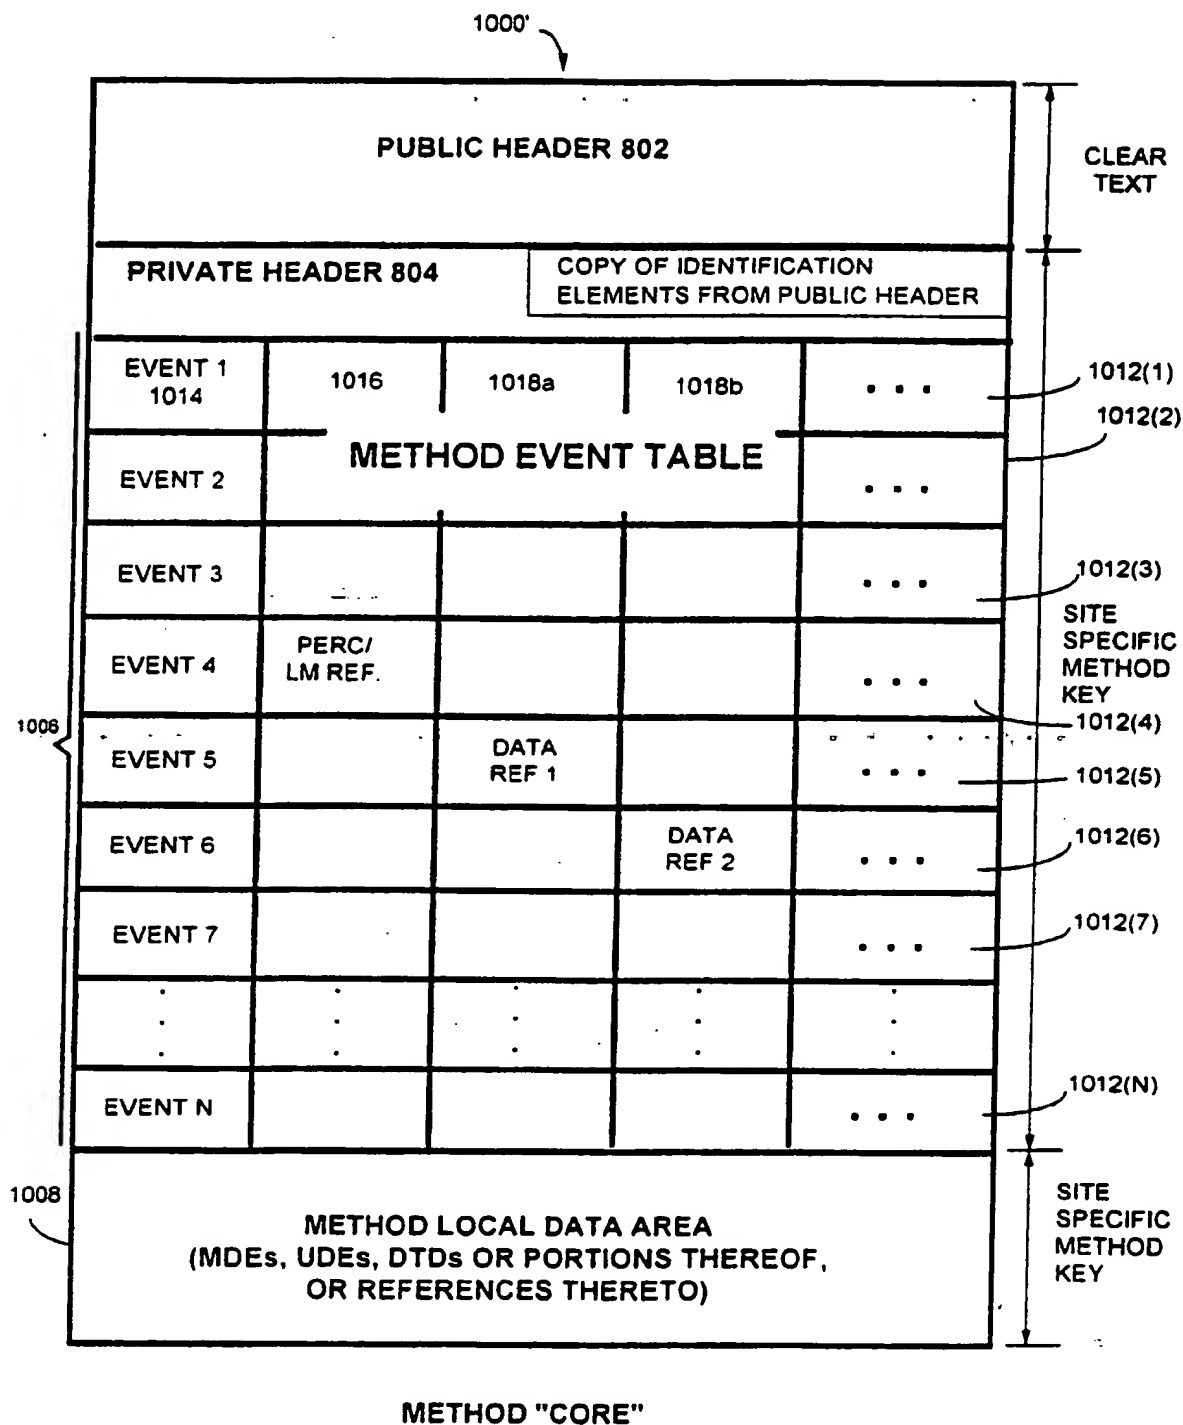 1000'
PUBLIC HEADER 802
CLEAR
TEXT
PRIVATE HEADER 804
COPY OF IDENTIFICATION
ELEMENTS FROM PUBLIC HEADER
EVENT 1
1014
1016
1018a
1018b
. . .
1012(1)
1012(2)
METHOD EVENT TABLE
EVENT 2
. . .
EVENT 3
. . .
1012(3)
SITE
SPECIFIC
METHOD
KEY
EVENT 4
PERC/
LM REF.
. . .
1012(4)
1006
EVENT 5
DATA
REF 1
. . .
1012(5)
EVENT 6
DATA
REF 2
. . .
1012(6)
EVENT 7
. . .
1012(7)
EVENT N
. . .
1012(N)
1008
METHOD LOCAL DATA AREA
(MDEs, UDEs, DTDs OR PORTIONS THEREOF,
OR REFERENCES THERETO)
SITE
SPECIFIC
METHOD
KEY
METHOD "CORE"